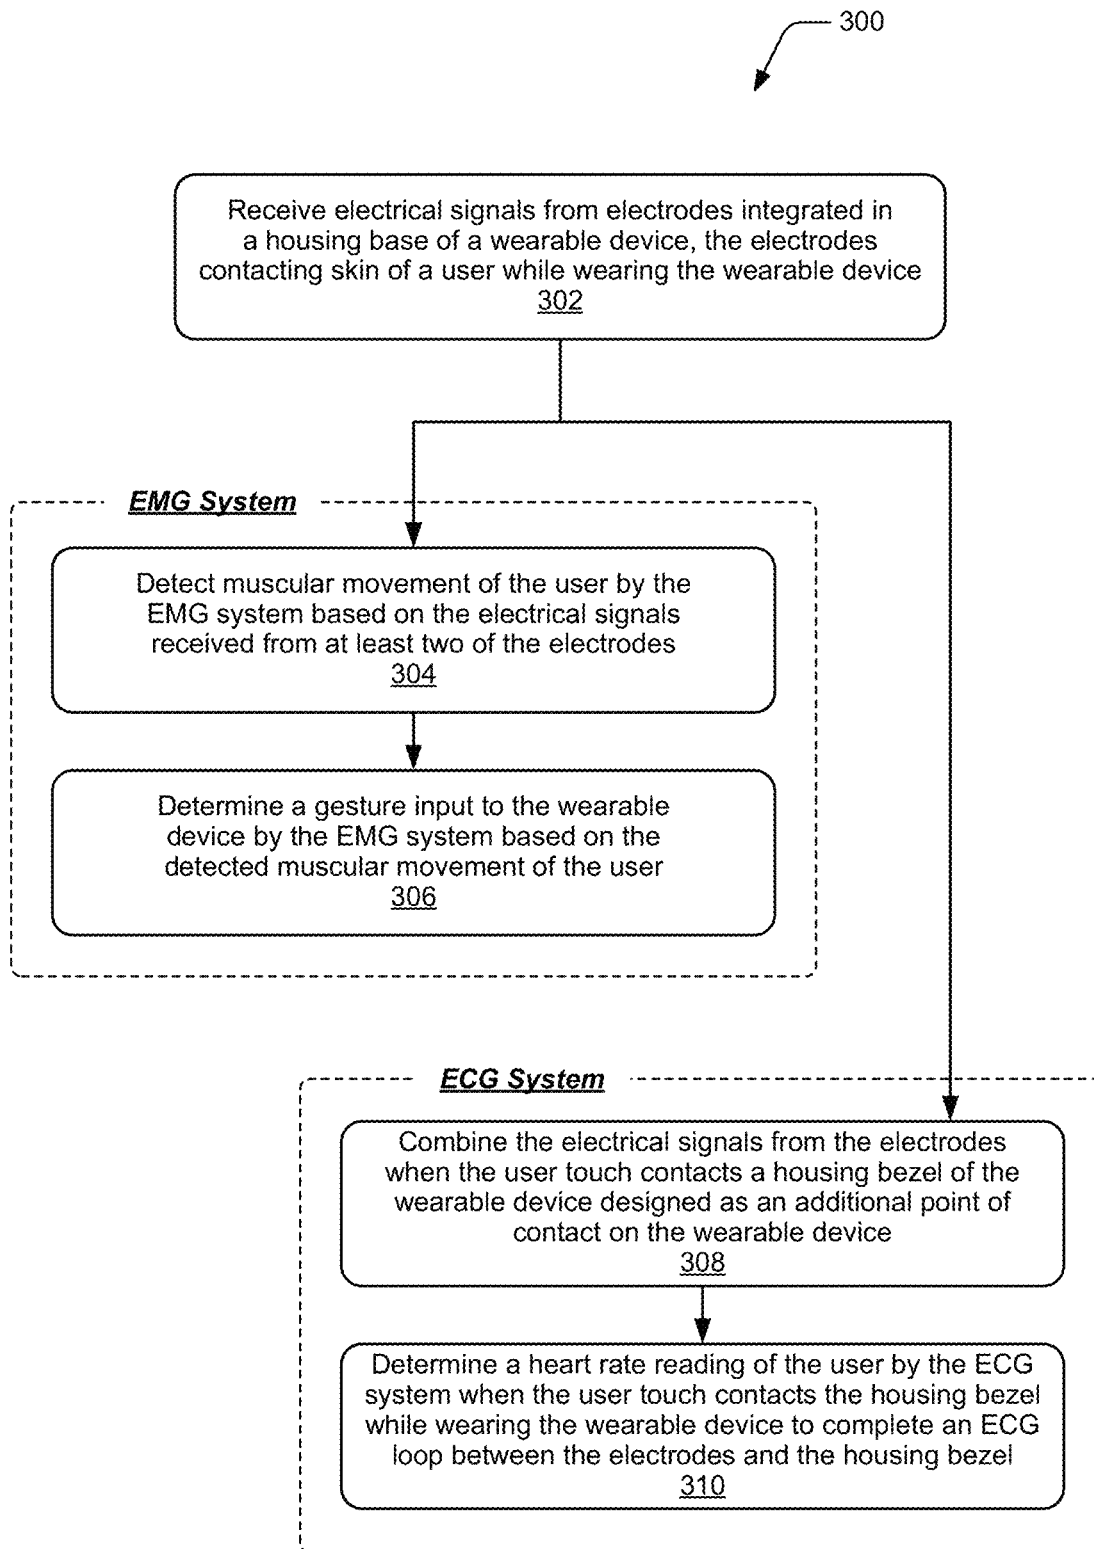 300
Receive electrical signals from electrodes integrated in
a housing base of a wearable device, the electrodes
contacting skin of a user while wearing the wearable device
302
EMG System
Detect muscular movement of the user by the
EMG system based on the electrical signals
received from at least two of the electrodes
304
Determine a gesture input to the wearable
device by the EMG system based on the
detected muscular movement of the user
306
ECG System
Combine the electrical signals from the electrodes
when the user touch contacts a housing bezel of the
wearable device designed as an additional point of
contact on the wearable device
308
Determine a heart rate reading of the user by the ECG
system when the user touch contacts the housing bezel
while wearing the wearable device to complete an ECG
loop between the electrodes and the housing bezel
310